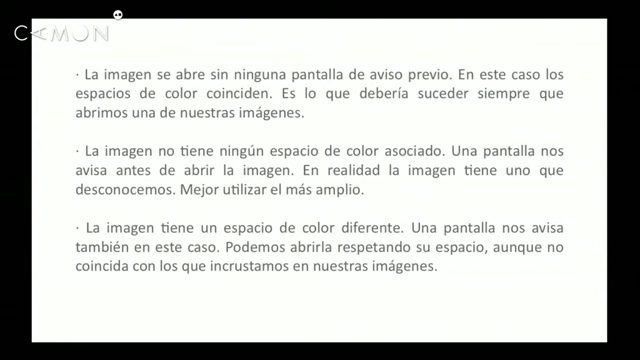 CAMON
· La imagen se abre sin ninguna pantalla de aviso previo. En este caso los
espacios de color coinciden. Es lo que debería suceder siempre que
abrimos una de nuestras imágenes.
· La imagen no tiene ningún espacio de color asociado. Una pantalla nos
avisa antes de abrir la imagen. En realidad la imagen tiene uno que
desconocemos. Mejor utilizar el más amplio.
· La imagen tiene un espacio de color diferente. Una pantalla nos avisa
también en este caso. Podemos abrirla respetando su espacio, aunque no
coincida con los que incrustamos en nuestras imágenes.